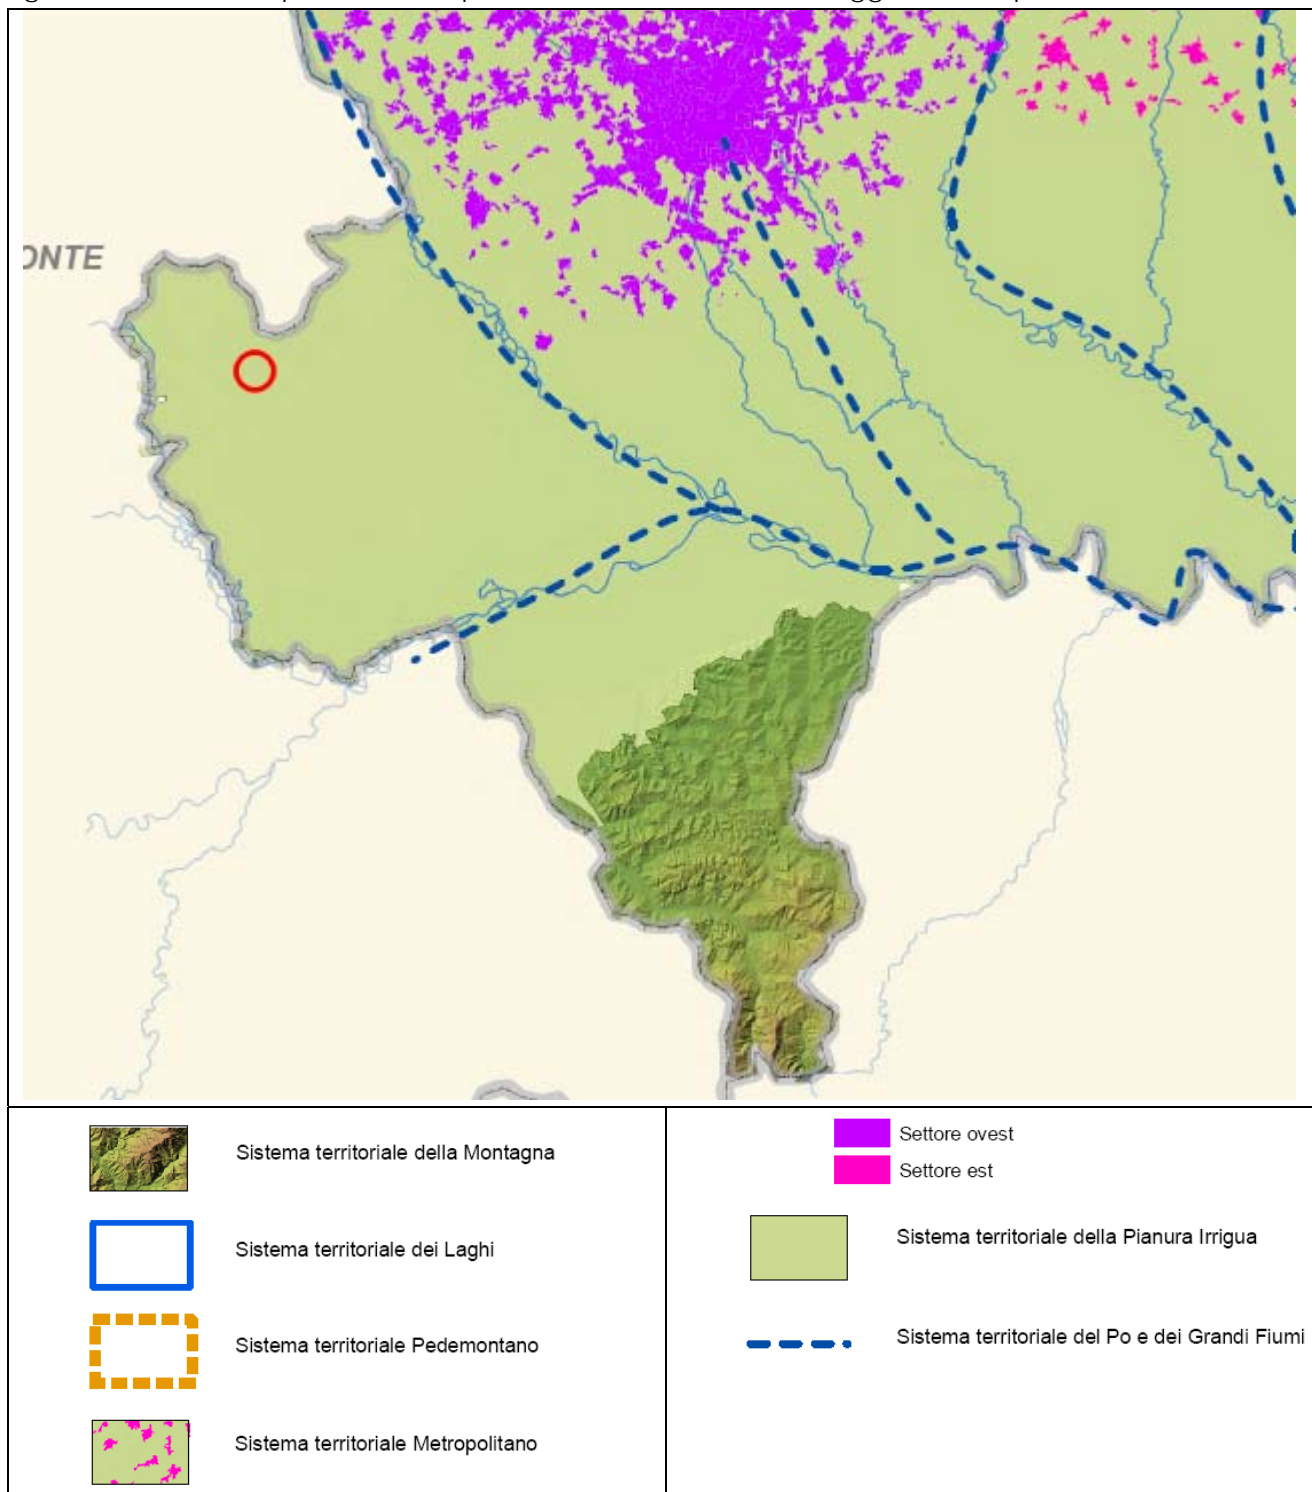 ONTE
Sistema territoriale della Montagna
Sistema territoriale dei Laghi
Sistema territoriale Pedemontano
Sistema territoriale Metropolitano
Settore ovest
Settore est
Sistema territoriale della Pianura Irrigua
Sistema territoriale del Po e dei Grandi Fiumi